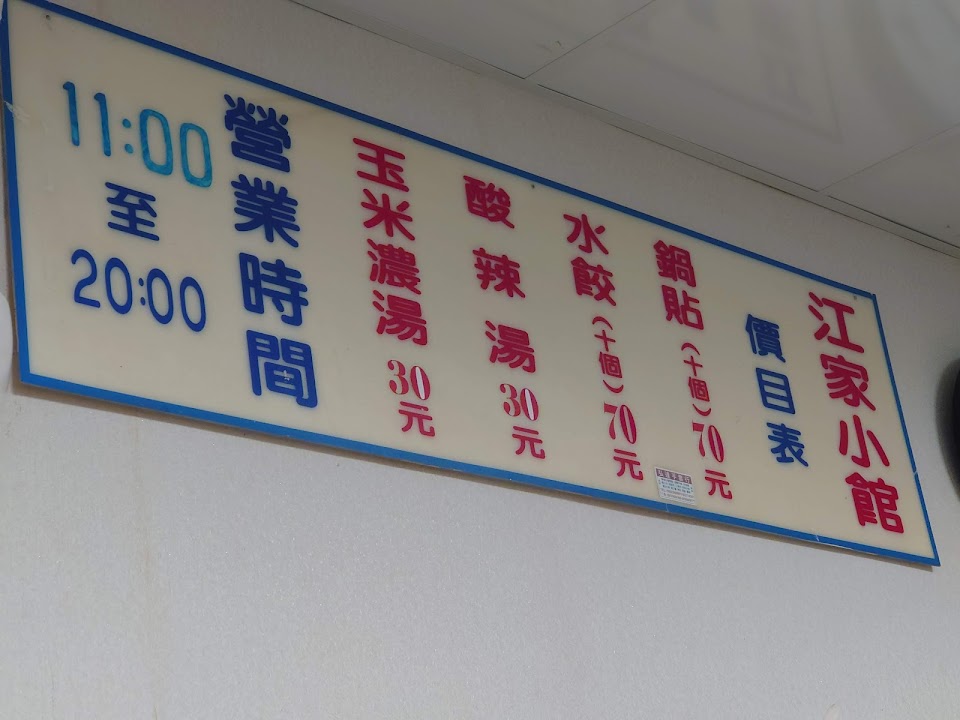 江家小館
價目表
鍋貼(十個)70元
水餃(十個)70元
酸辣湯30元
玉米濃湯30元
營業時間
11:00
至
20:00